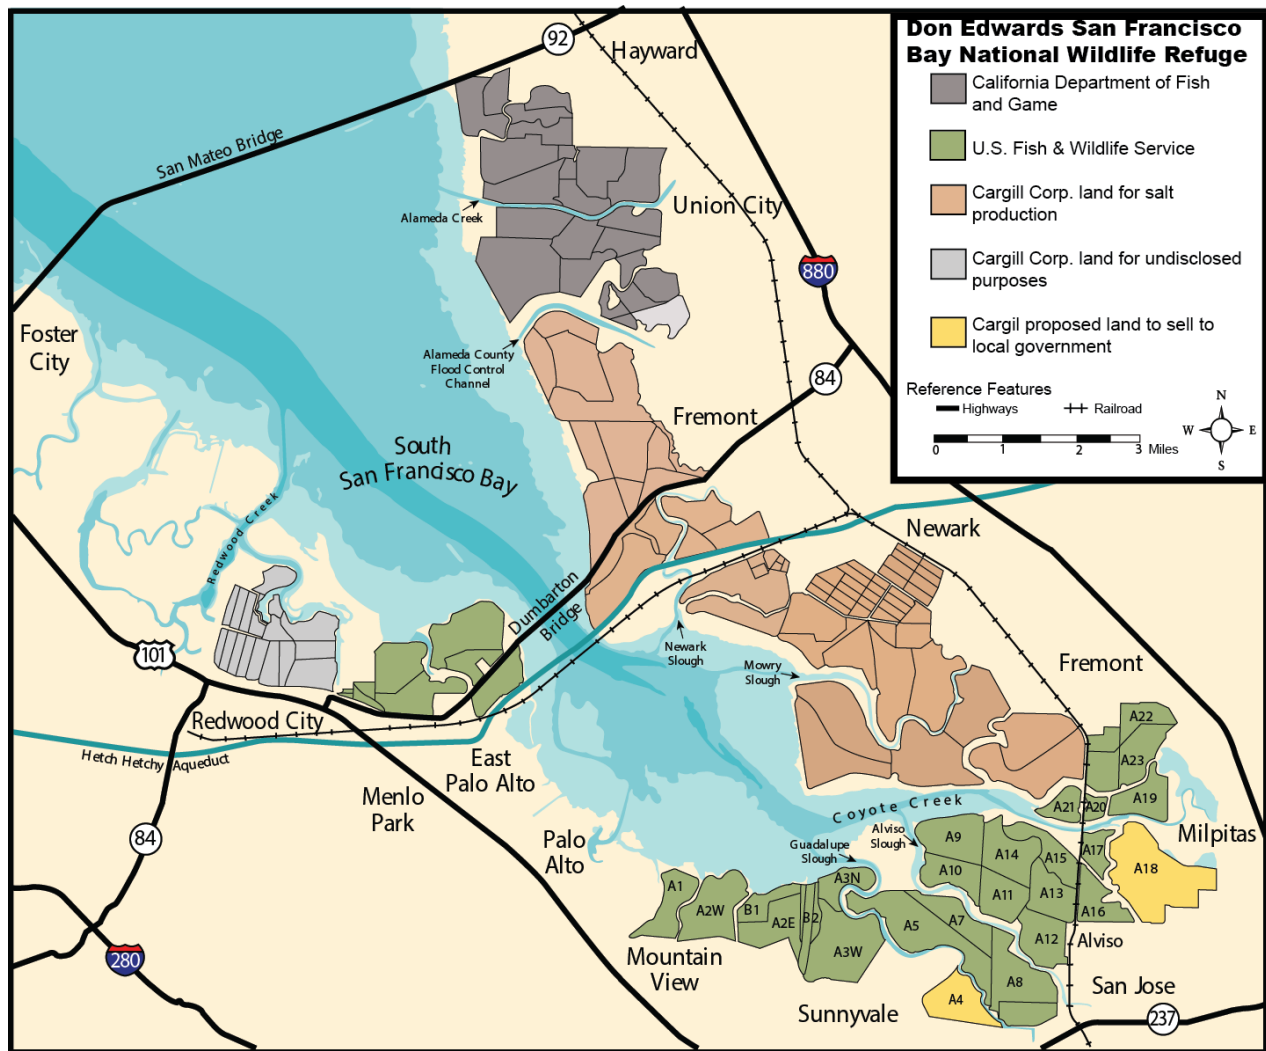 Don Edwards San Francisco
Bay National Wildlife Refuge
California Department of Fish
and Game
U.S. Fish & Wildlife Service
Cargill Corp. land for salt
production
Cargill Corp. land for undisclosed
purposes
Cargil proposed land to sell to
local government
Reference Features
Highways
Railroad
0
1
2
3 Miles
N
W
E
S
92
Hayward
San Mateo Bridge
Alameda Creek
Union City
880
Foster
City
Alameda County
Flood Control
Channel
84
Fremont
South
San Francisco Bay
Redwood Creek
Newark
Dumbarton
Bridge
101
Newark
Slough
Mowry
Slough
Fremont
Redwood City
Hetch Hetchy Aqueduct
East
Palo Alto
Menlo
Park
84
Palo
Alto
Coyote Creek
Alviso
Slough
Guadalupe
Slough
Milpitas
A22
A23
A21
A20
A19
A9
A14
A15
A17
A18
A10
A11
A13
A16
A3N
A1
A2W
B1
A2E
B2
A3W
A5
A7
A12
Alviso
A8
A4
280
Mountain
View
Sunnyvale
San Jose
237